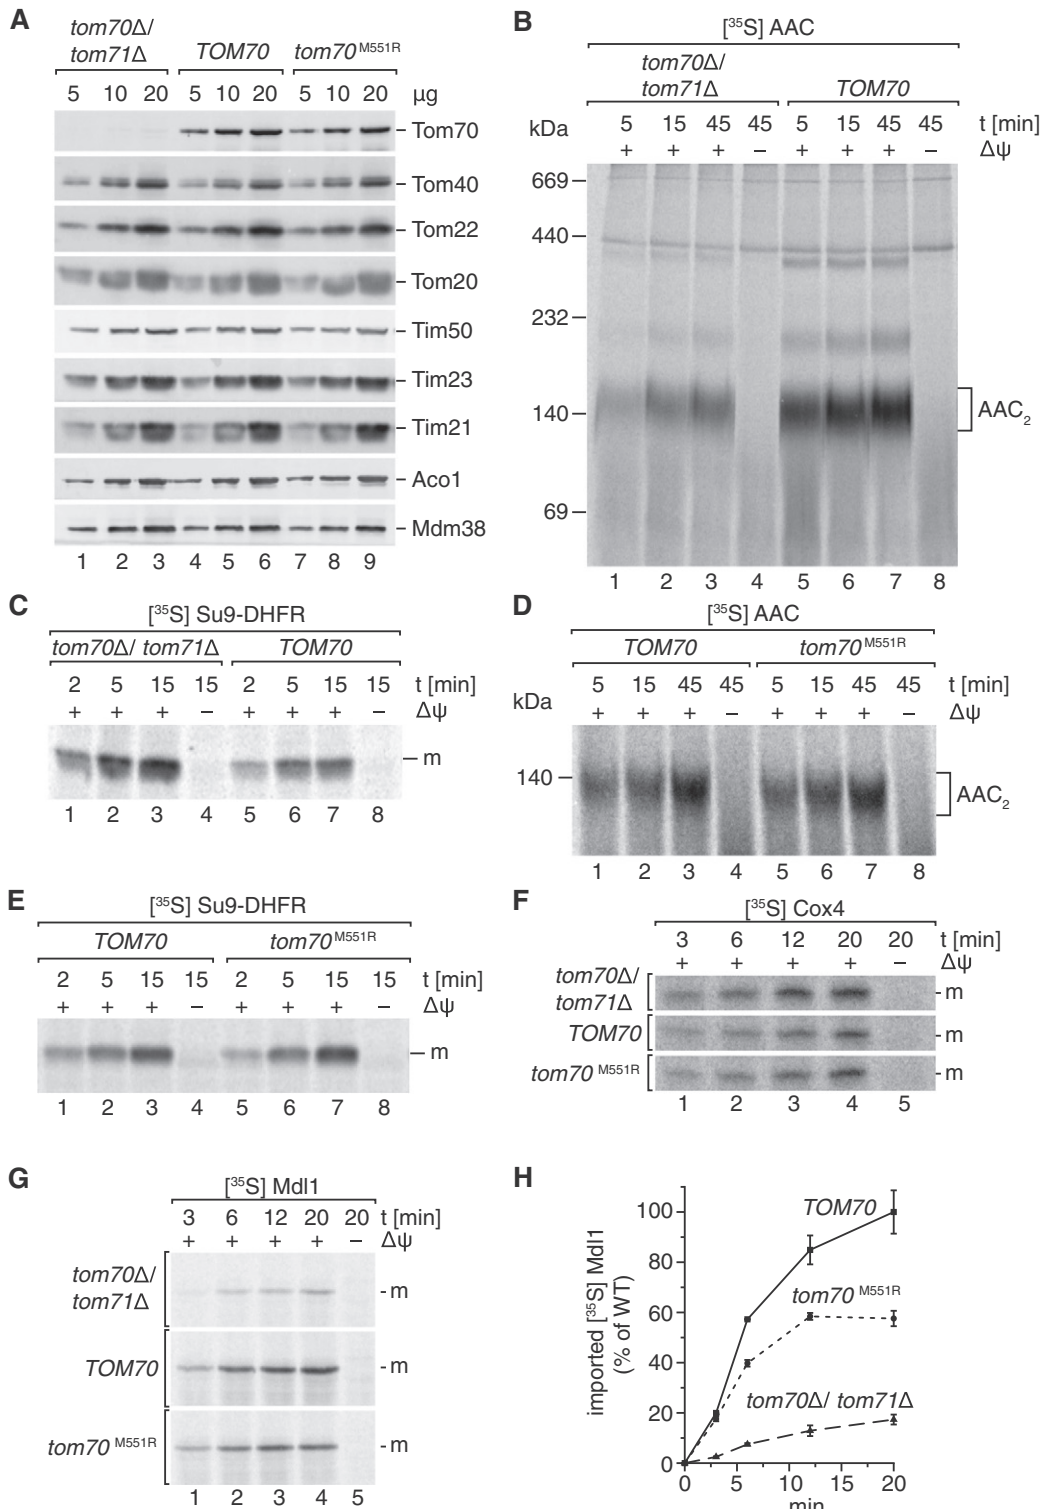 A
tom70Δ/
tom71Δ
TOM70
tom70 M551R
5 10 20 5 10 20 5 10 20 µg
Tom70
Tom40
Tom22
Tom20
Tim50
Tim23
Tim21
Aco1
Mdm38
1 2 3 4 5 6 7 8 9
B
[35S] AAC
tom70Δ/
tom71Δ
TOM70
kDa
5 15 45 45 5 15 45 45 t [min]
+ + + – + + + – Δψ
669
440
232
140
69
AAC2
1 2 3 4 5 6 7 8
C
[35S] Su9-DHFR
tom70Δ/ tom71Δ TOM70
2 5 15 15 2 5 15 15 t [min]
+ + + – + + + – Δψ
m
1 2 3 4 5 6 7 8
D
[35S] AAC
TOM70 tom70 M551R
kDa
5 15 45 45 5 15 45 45 t [min]
+ + + – + + + – Δψ
140
AAC2
1 2 3 4 5 6 7 8
E
[35S] Su9-DHFR
TOM70 tom70 M551R
2 5 15 15 2 5 15 15 t [min]
+ + + – + + + – Δψ
m
1 2 3 4 5 6 7 8
F
[35S] Cox4
3 6 12 20 20 t [min]
+ + + + – Δψ
tom70Δ/
tom71Δ
m
TOM70
m
tom70 M551R
m
1 2 3 4 5
G
[35S] Mdl1
3 6 12 20 20 t [min]
+ + + + – Δψ
tom70Δ/
tom71Δ
m
TOM70
m
tom70 M551R
m
1 2 3 4 5
H
imported [35S] Mdl1
(% of WT)
100
80
60
40
20
0
TOM70
tom70 M551R
tom70Δ/ tom71Δ
0 5 10 15 20
min